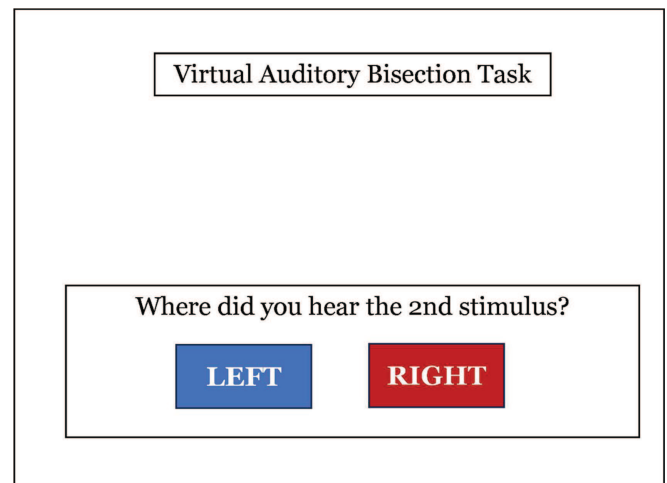 Virtual Auditory Bisection Task
Where did you hear the 2nd stimulus?
LEFT
RIGHT